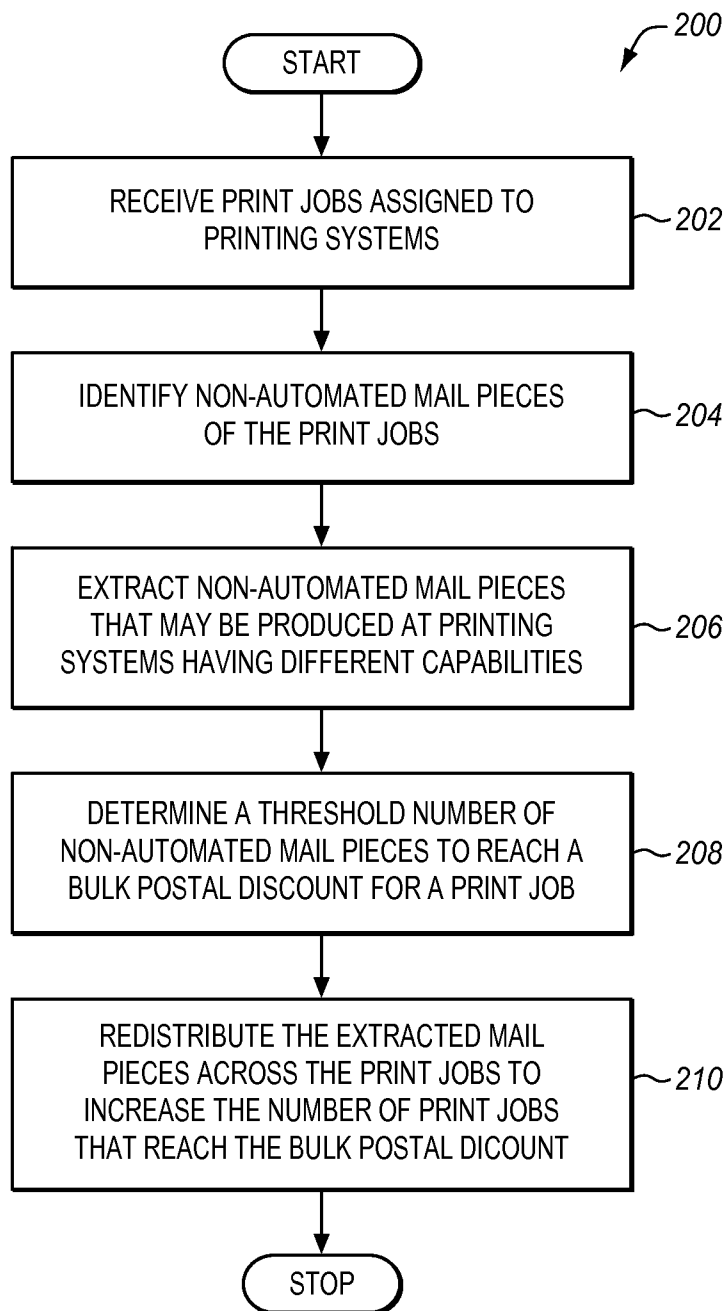 200
START
RECEIVE PRINT JOBS ASSIGNED TO
PRINTING SYSTEMS
202
IDENTIFY NON-AUTOMATED MAIL PIECES
OF THE PRINT JOBS
204
EXTRACT NON-AUTOMATED MAIL PIECES
THAT MAY BE PRODUCED AT PRINTING
SYSTEMS HAVING DIFFERENT CAPABILITIES
206
DETERMINE A THRESHOLD NUMBER OF
NON-AUTOMATED MAIL PIECES TO REACH A
BULK POSTAL DISCOUNT FOR A PRINT JOB
208
REDISTRIBUTE THE EXTRACTED MAIL
PIECES ACROSS THE PRINT JOBS TO
INCREASE THE NUMBER OF PRINT JOBS
THAT REACH THE BULK POSTAL DICOUNT
210
STOP